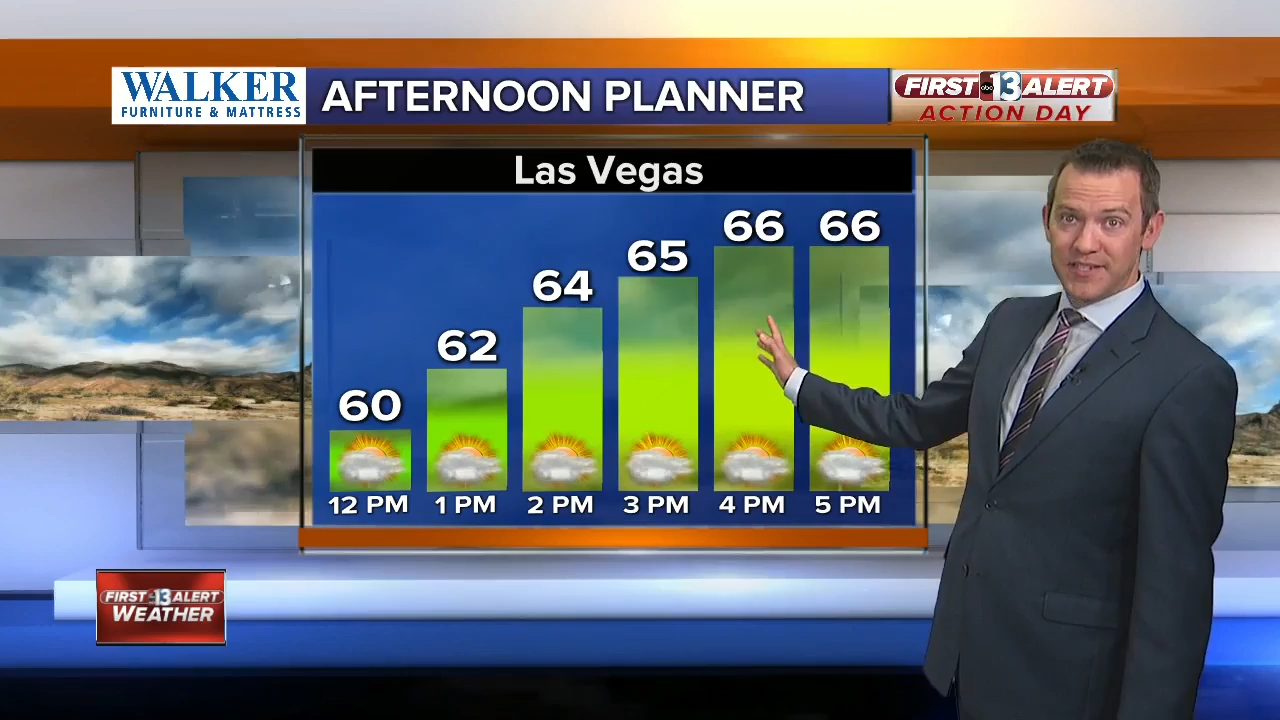 WALKER
FURNITURE & MATTRESS
AFTERNOON PLANNER
FIRST abc 13 ALERT
ACTION DAY
Las Vegas
60 62 64 65 66 66
12 PM 1 PM 2 PM 3 PM 4 PM 5 PM
FIRST 13 ALERT
WEATHER